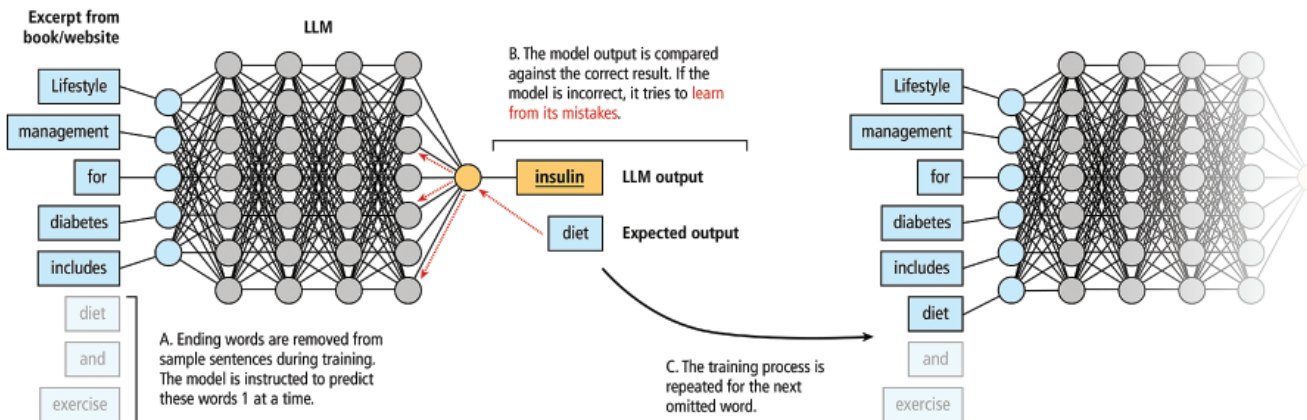 Excerpt from
book/website
LLM
Lifestyle
management
for
diabetes
includes
diet
and
exercise
A. Ending words are removed from
sample sentences during training.
The model is instructed to predict
these words 1 at a time.
B. The model output is compared
against the correct result. If the
model is incorrect, it tries to learn
from its mistakes.
insulin
LLM output
diet
Expected output
C. The training process is
repeated for the next
omitted word.
Lifestyle
management
for
diabetes
includes
diet
and
exercise